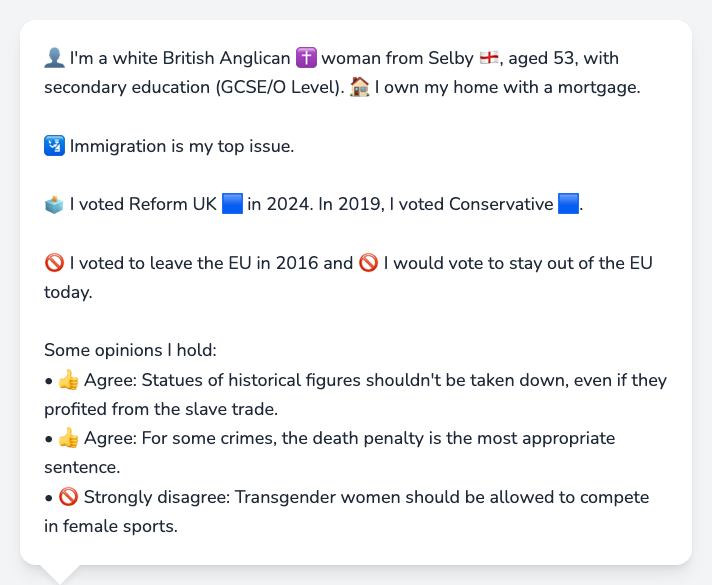 👤 I'm a white British Anglican ✝️ woman from Selby 🏴󠁧󠁢󠁥󠁮󠁧󠁿, aged 53, with
secondary education (GCSE/O Level). 🏠 I own my home with a mortgage.
🛂 Immigration is my top issue.
🗳️ I voted Reform UK 🟦 in 2024. In 2019, I voted Conservative 🟦.
🚫 I voted to leave the EU in 2016 and 🚫 I would vote to stay out of the EU
today.
Some opinions I hold:
• 👍 Agree: Statues of historical figures shouldn't be taken down, even if they
profited from the slave trade.
• 👍 Agree: For some crimes, the death penalty is the most appropriate
sentence.
• 🚫 Strongly disagree: Transgender women should be allowed to compete
in female sports.